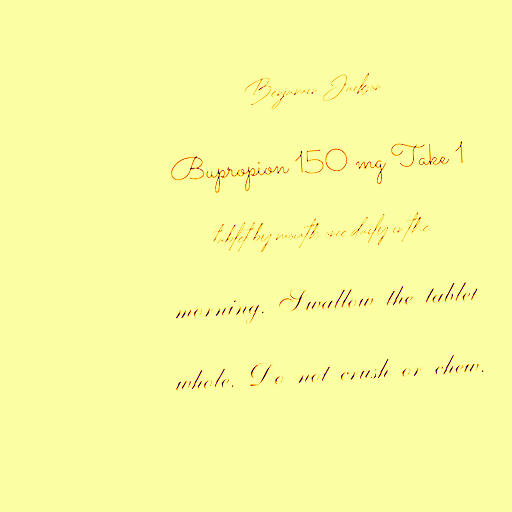 Benjamin Jackson
Bupropion 150 mg Take 1
tablet by mouth once daily in the
morning. Swallow the tablet
whole. Do not crush or chew.